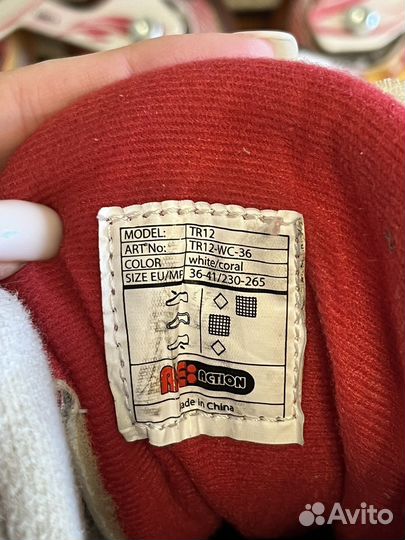 MODEL: TR12
ART No: TR12-WC-36
COLOR white/coral
SIZE EU/MP 36-41/230-265
RE:ACTION
Made in China
Avito